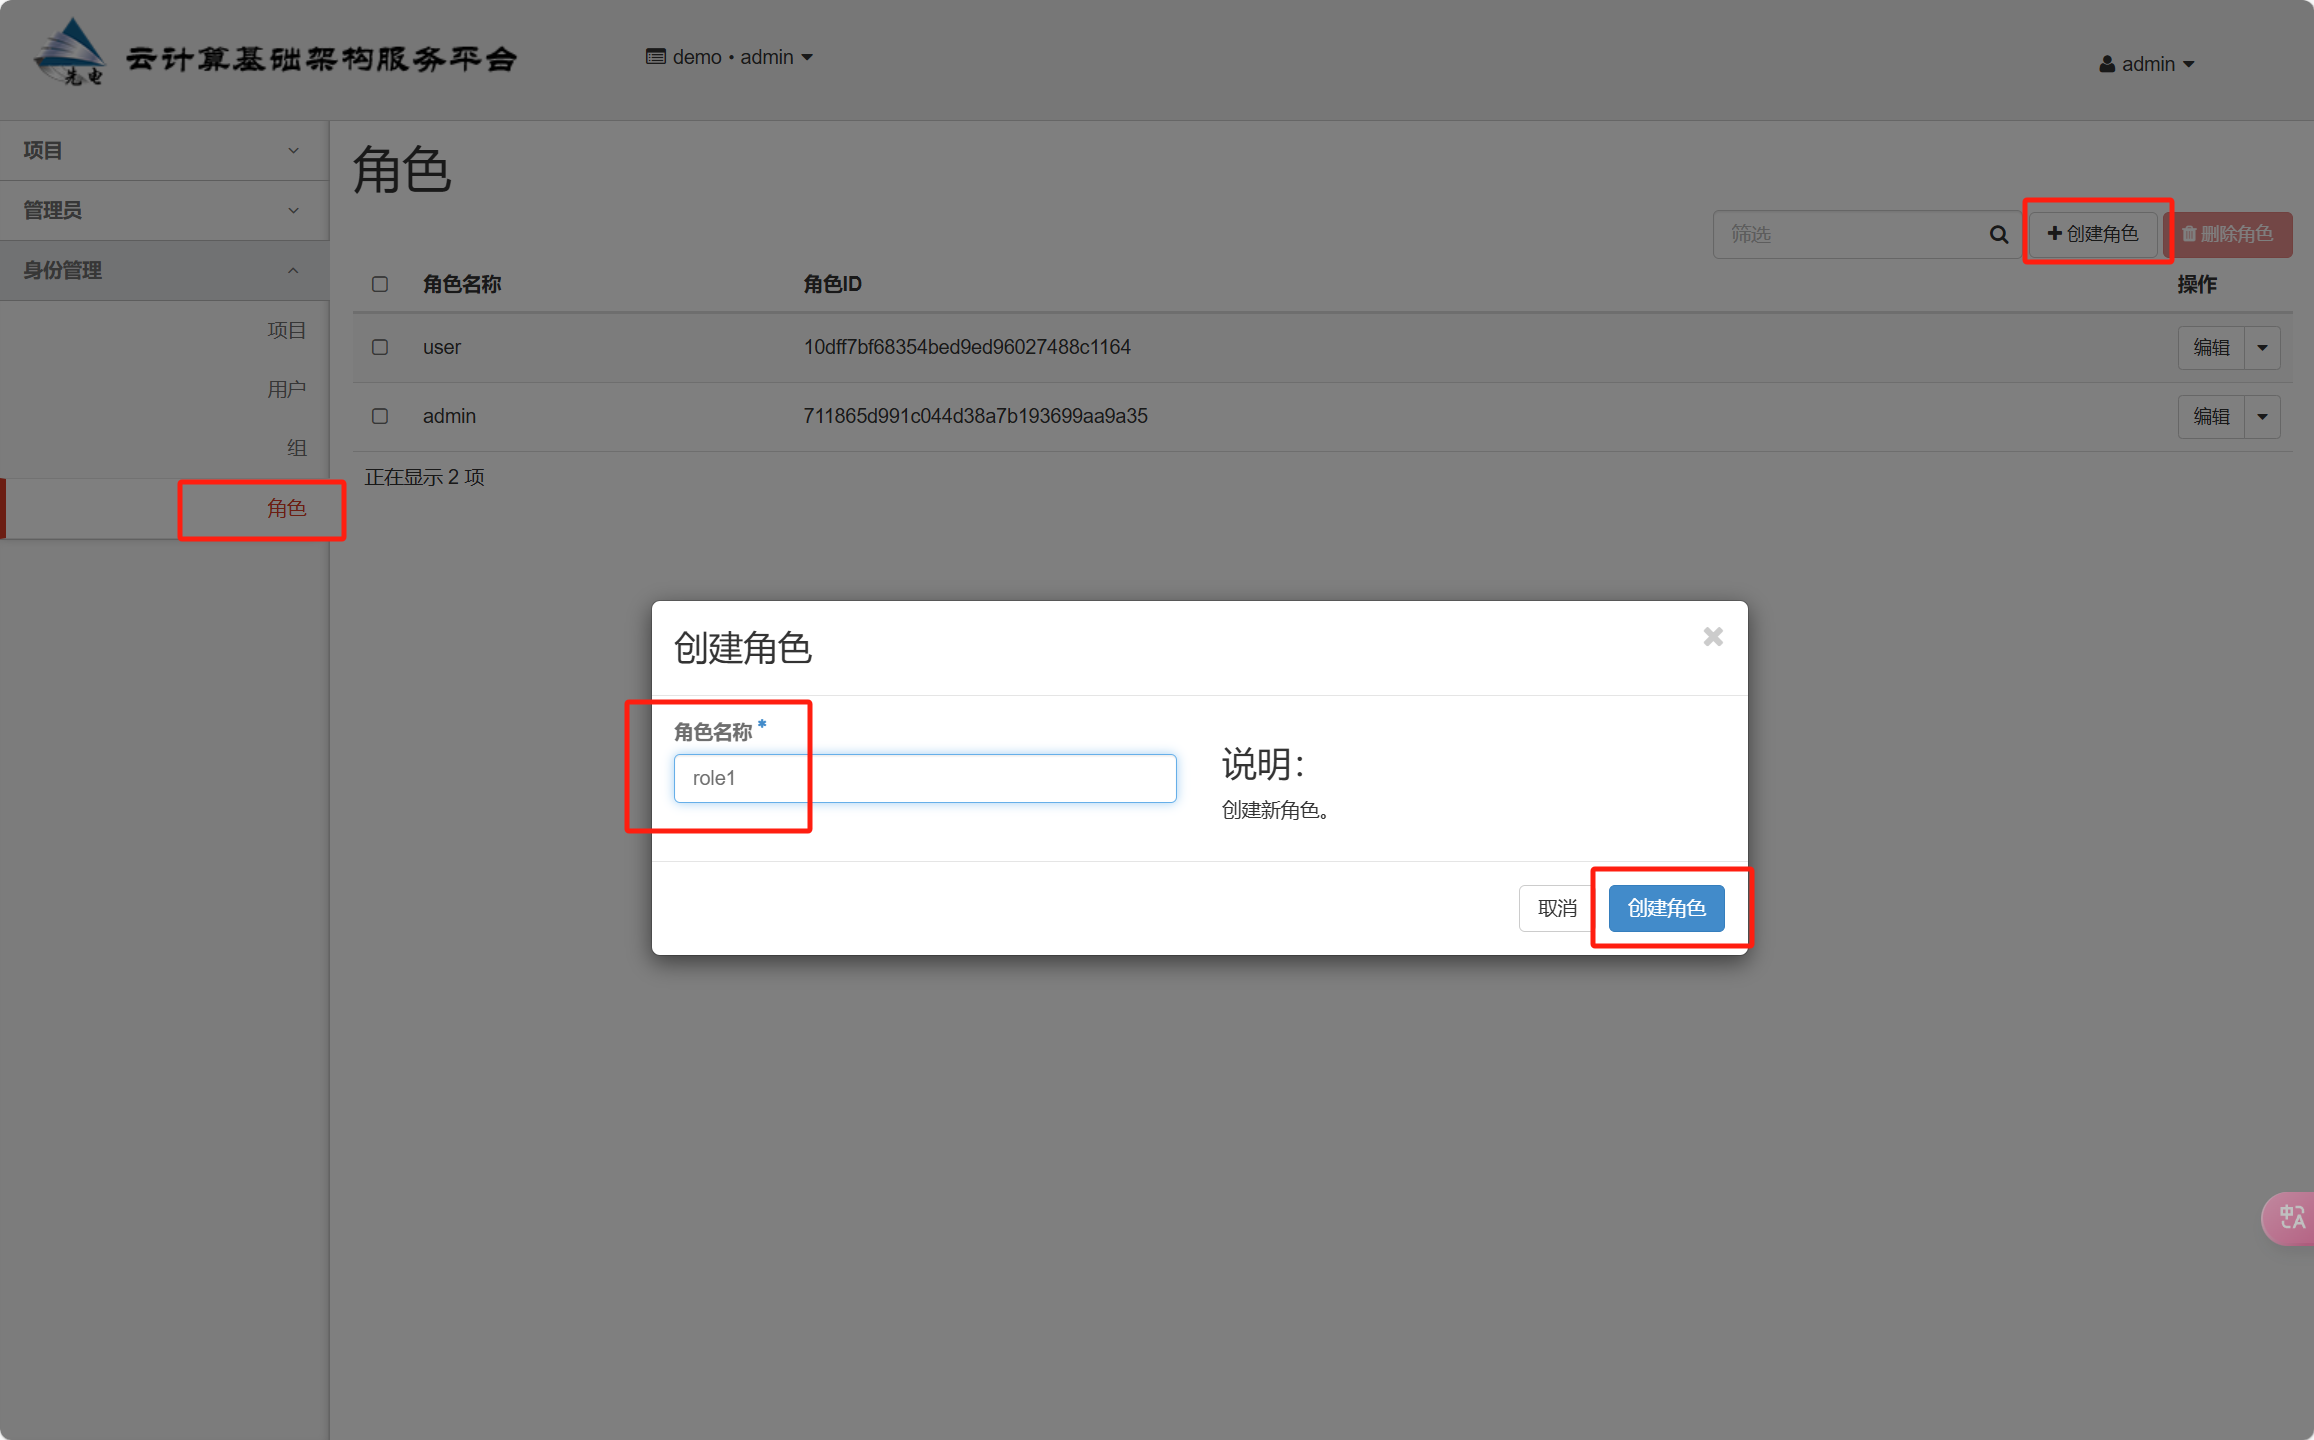 先电
云计算基础架构服务平台
demo • admin
admin
项目
管理员
身份管理
项目
用户
组
角色
角色
筛选
创建角色
删除角色
角色名称
角色ID
操作
user
10dff7bf68354bed9ed96027488c1164
编辑
admin
711865d991c044d38a7b193699aa9a35
编辑
正在显示 2 项
创建角色
角色名称 *
role1
说明：
创建新角色。
取消
创建角色
中A